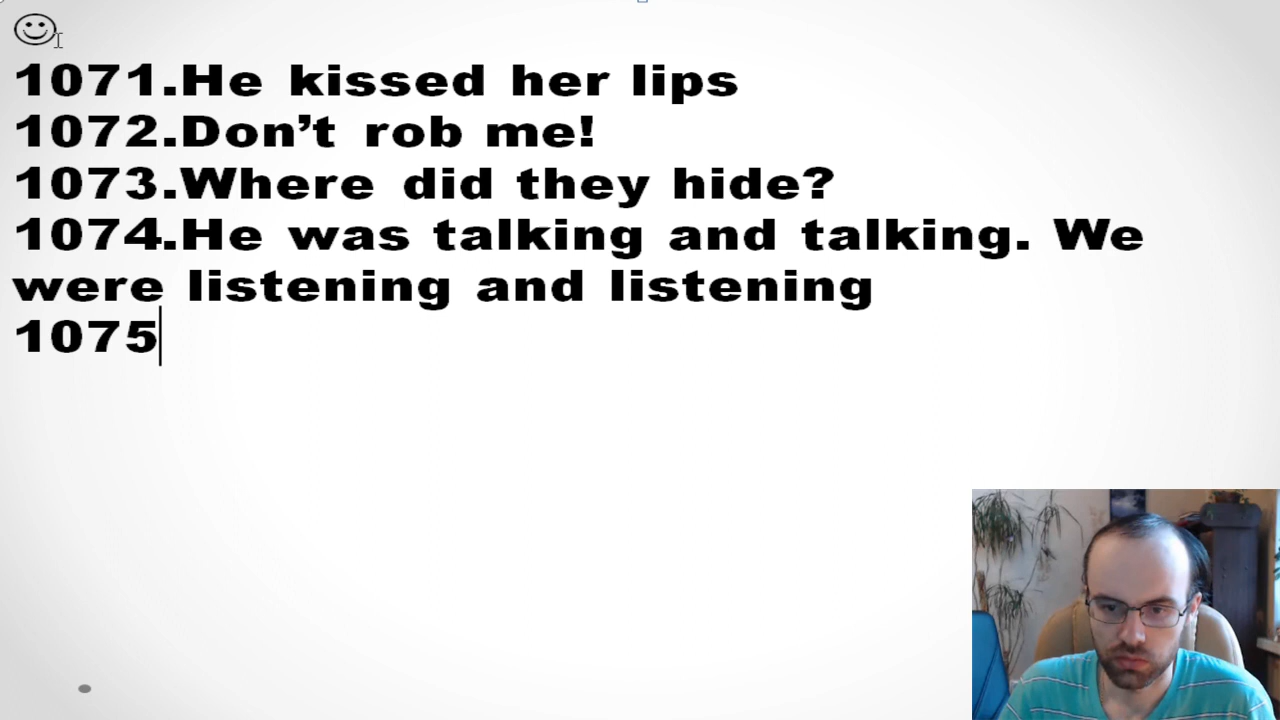 1071.He kissed her lips
1072.Don't rob me!
1073.Where did they hide?
1074.He was talking and talking. We
were listening and listening
1075